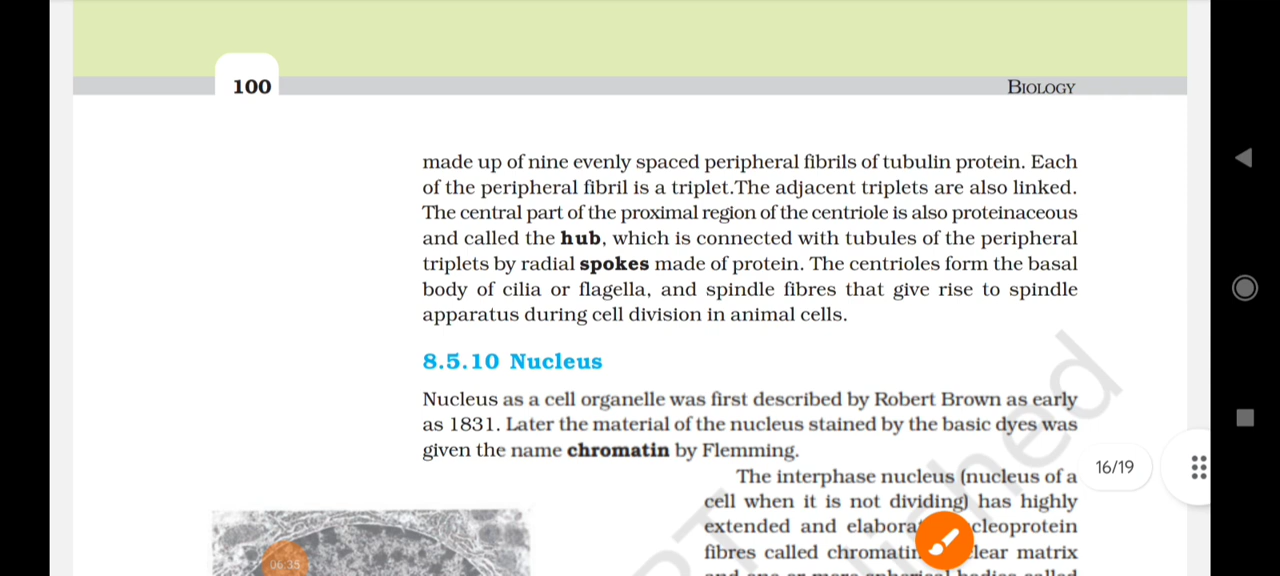 100
BIOLOGY
made up of nine evenly spaced peripheral fibrils of tubulin protein. Each
of the peripheral fibril is a triplet.The adjacent triplets are also linked.
The central part of the proximal region of the centriole is also proteinaceous
and called the hub, which is connected with tubules of the peripheral
triplets by radial spokes made of protein. The centrioles form the basal
body of cilia or flagella, and spindle fibres that give rise to spindle
apparatus during cell division in animal cells.
8.5.10 Nucleus
Nucleus as a cell organelle was first described by Robert Brown as early
as 1831. Later the material of the nucleus stained by the basic dyes was
given the name chromatin by Flemming.
16/19
The interphase nucleus (nucleus of a
cell when it is not dividing) has highly
extended and
fibres called matrix
06:35